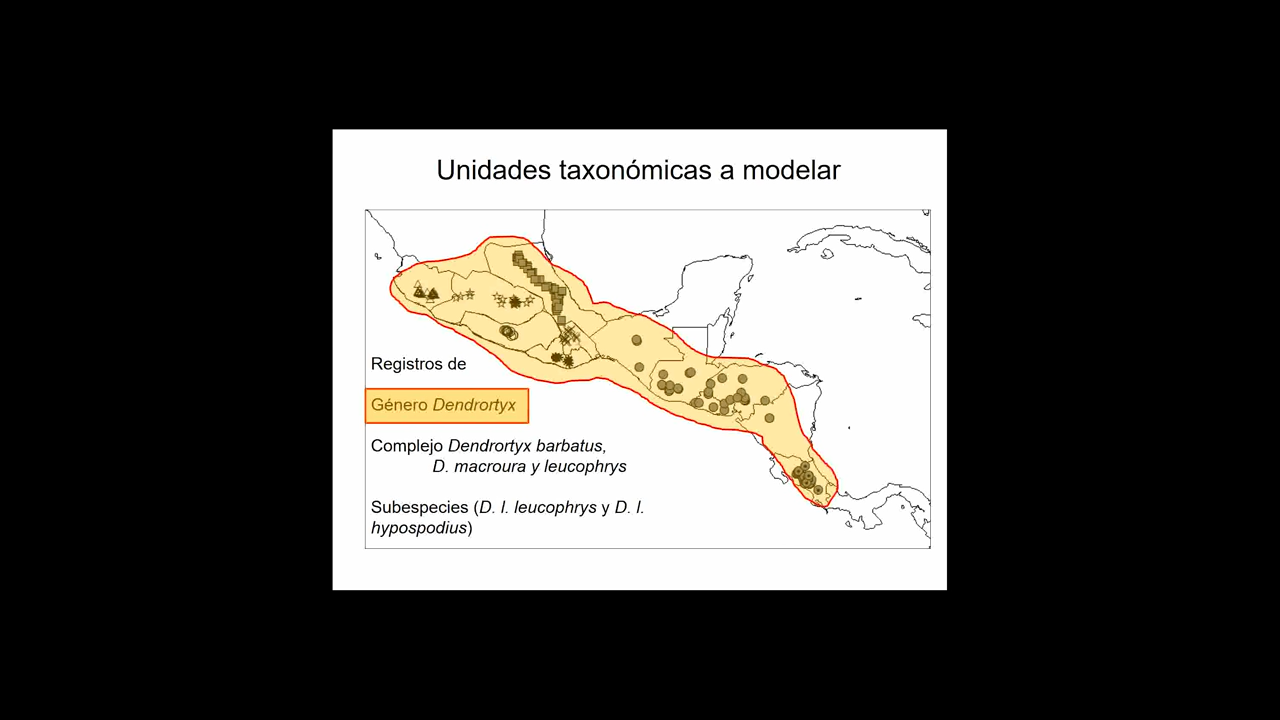 Unidades taxonómicas a modelar
Registros de
Género Dendrortyx
Complejo Dendrortyx barbatus,
D. macroura y leucophrys
Subespecies (D. l. leucophrys y D. l.
hypospodius)